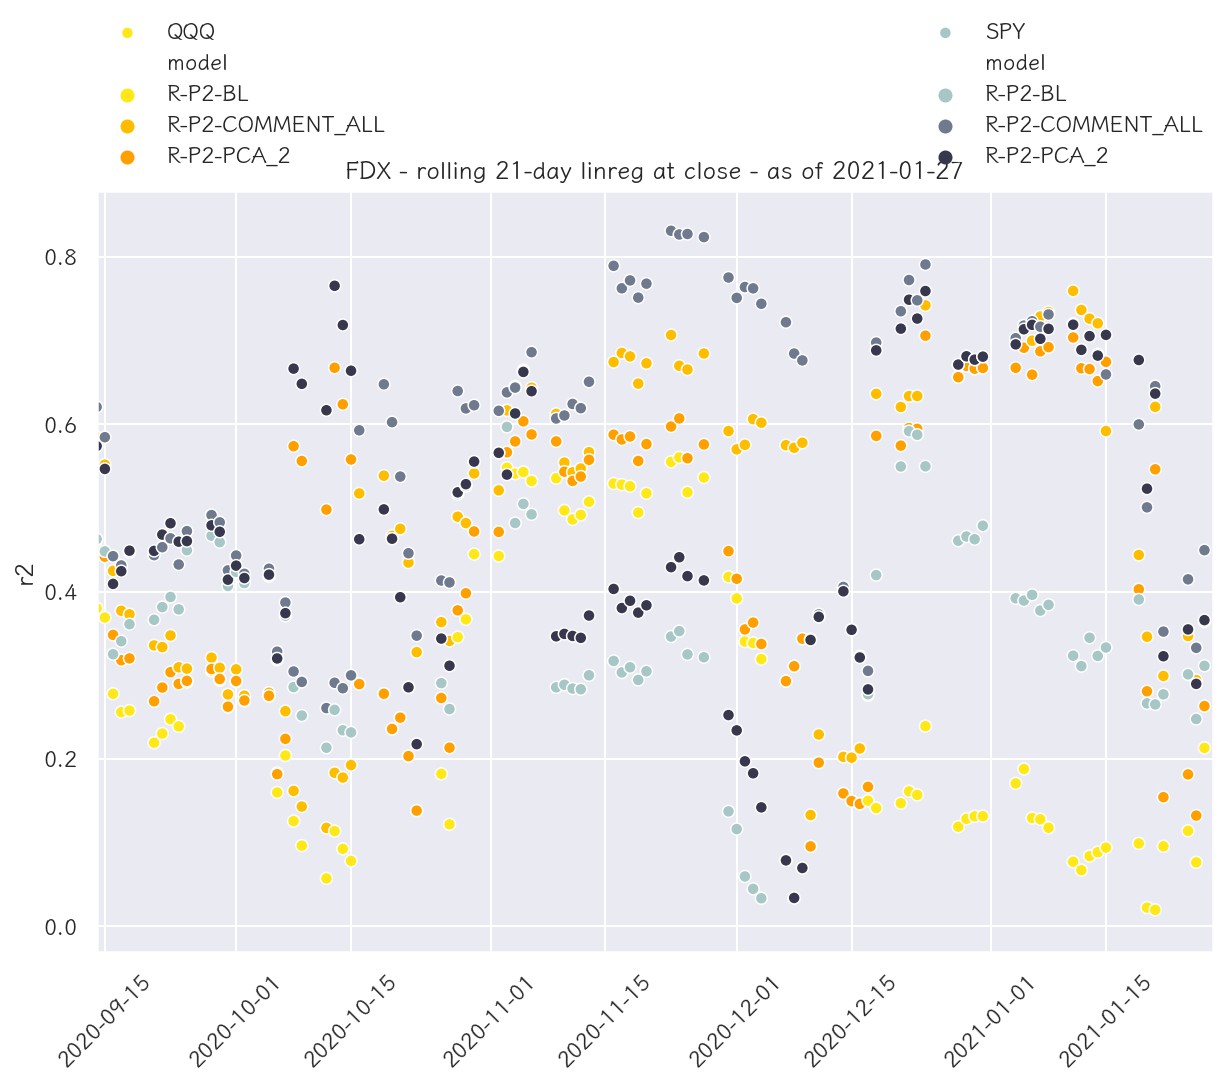 QQQ
model
R-P2-BL
R-P2-COMMENT_ALL
R-P2-PCA_2
SPY
model
R-P2-BL
R-P2-COMMENT_ALL
R-P2-PCA_2
FDX - rolling 21-day linreg at close - as of 2021-01-27
r2
0.8
0.6
0.4
0.2
0.0
2020-09-15
2020-10-01
2020-10-15
2020-11-01
2020-11-15
2020-12-01
2020-12-15
2021-01-01
2021-01-15